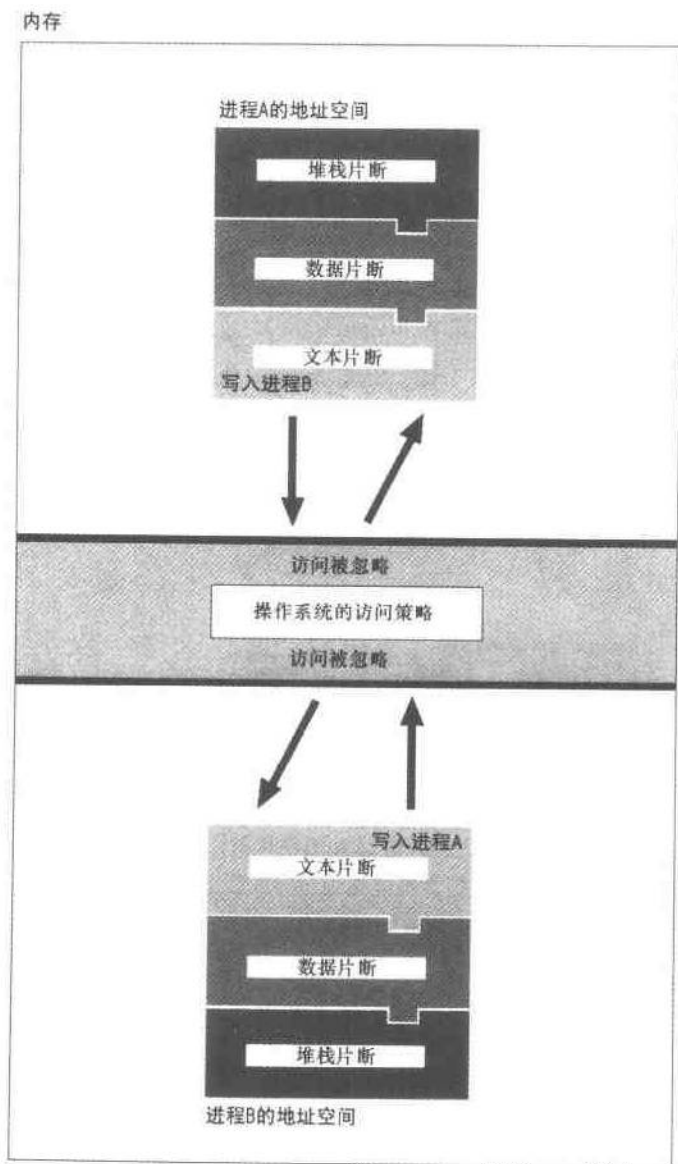 内存
进程A的地址空间
堆栈片断
数据片断
文本片断
写入进程B
访问被忽略
操作系统的访问策略
访问被忽略
写入进程A
文本片断
数据片断
堆栈片断
进程B的地址空间